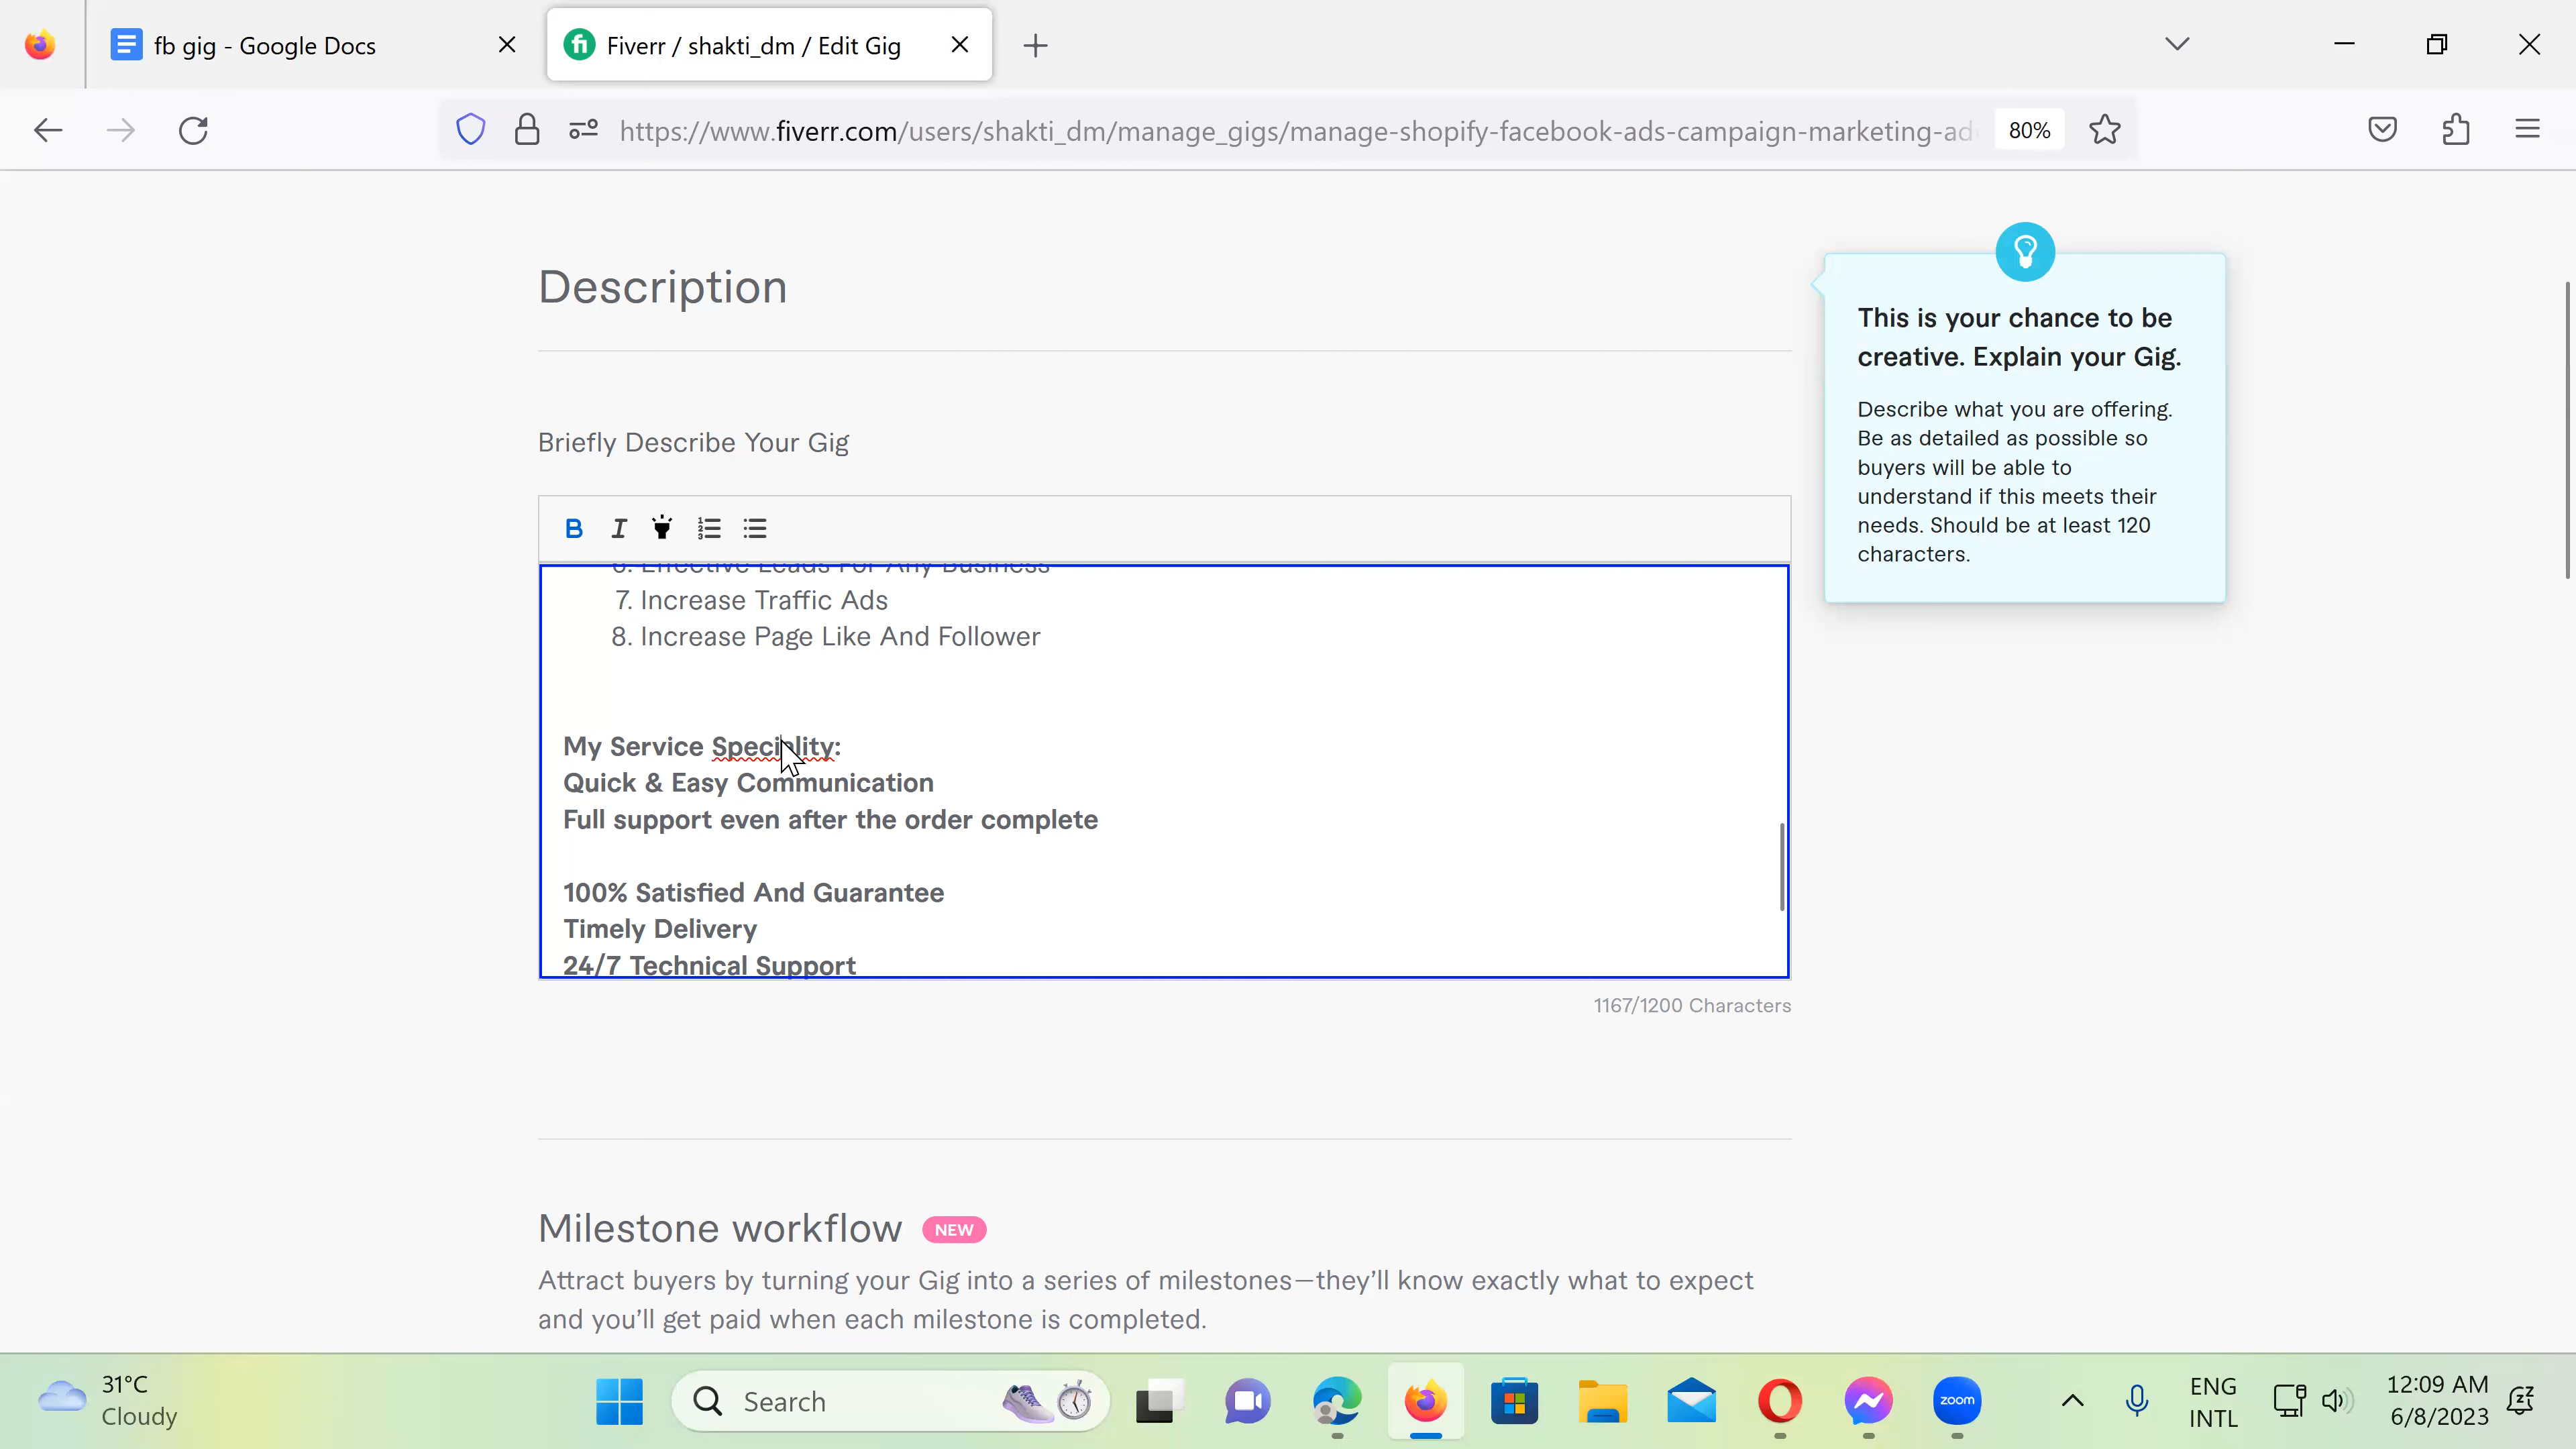 fb gig - Google Docs
Fiverr / shakti_dm / Edit Gig
https://www.fiverr.com/users/shakti_dm/manage_gigs/manage-shopify-facebook-ads-campaign-marketing-ad
80%
Description
This is your chance to be
creative. Explain your Gig.
Describe what you are offering.
Be as detailed as possible so
buyers will be able to
understand if this meets their
needs. Should be at least 120
characters.
Briefly Describe Your Gig
B I
6. Effective Leads For Any Business
7. Increase Traffic Ads
8. Increase Page Like And Follower
My Service Speciality:
Quick & Easy Communication
Full support even after the order complete
100% Satisfied And Guarantee
Timely Delivery
24/7 Technical Support
1167/1200 Characters
Milestone workflow NEW
Attract buyers by turning your Gig into a series of milestones—they'll know exactly what to expect
and you'll get paid when each milestone is completed.
31°C
Cloudy
Search
zoom
ENG
INTL
12:09 AM
6/8/2023